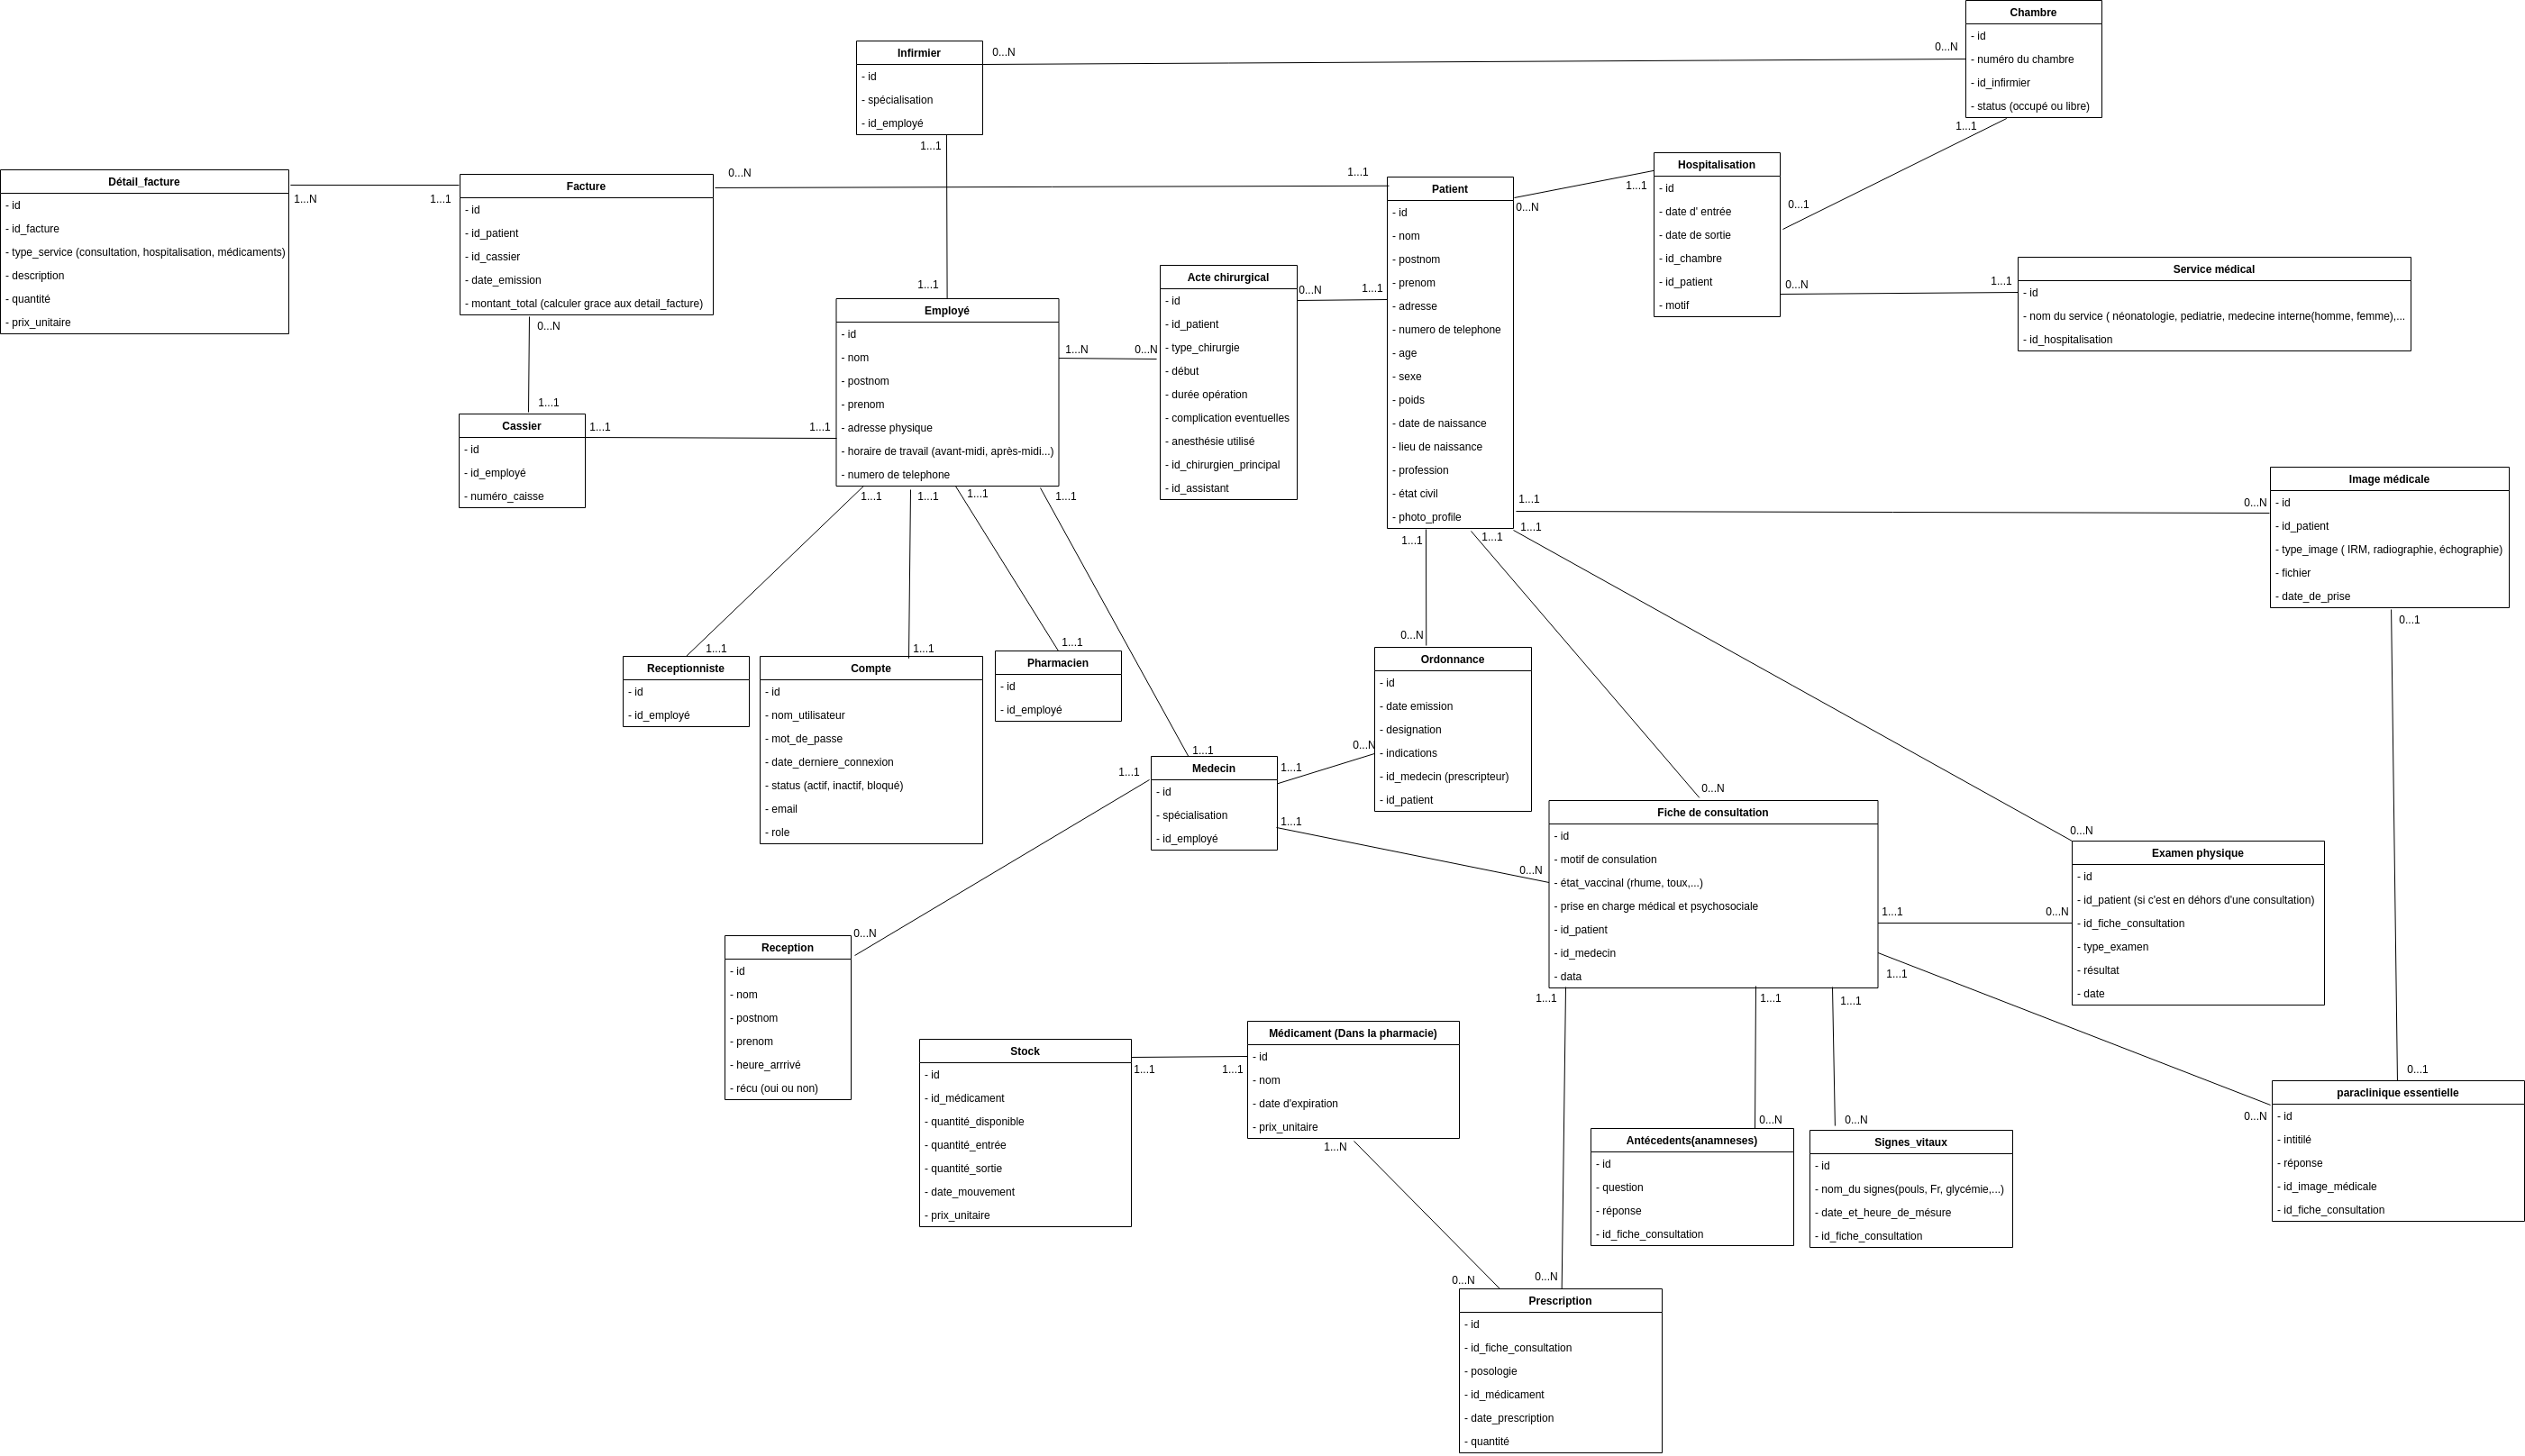 Chambre
- id
- numéro du chambre
- id_infirmier
- status (occupé ou libre)
0...N
1...1
Infirmier
- id
- spécialisation
- id_employé
0...N
1...1
Détail_facture
- id
- id_facture
- type_service (consultation, hospitalisation, médicaments)
- description
- quantité
- prix_unitaire
1...N
1...1
Facture
- id
- id_patient
- id_cassier
- date_emission
- montant_total (calculer grace aux detail_facture)
0...N
0...N
1...1
Patient
- id
- nom
- postnom
- prenom
- adresse
- numero de telephone
- age
- sexe
- poids
- date de naissance
- lieu de naissance
- profession
- état civil
- photo_profile
0...N
1...1
1...1
1...1
1...1
1...1
1...1
Hospitalisation
- id
- date d' entrée
- date de sortie
- id_chambre
- id_patient
- motif
0...1
0...N
1...1
Service médical
- id
- nom du service ( néonatologie, pediatrie, medecine interne(homme, femme),...
- id_hospitalisation
Acte chirurgical
- id
- id_patient
- type_chirurgie
- début
- durée opération
- complication eventuelles
- anesthésie utilisé
- id_chirurgien_principal
- id_assistant
0...N
0...N
1...N
1...1
Employé
- id
- nom
- postnom
- prenom
- adresse physique
- horaire de travail (avant-midi, après-midi...)
- numero de telephone
1...1
1...1
1...1
1...1
1...1
Cassier
- id
- id_employé
- numéro_caisse
1...1
1...1
Image médicale
- id
- id_patient
- type_image ( IRM, radiographie, échographie)
- fichier
- date_de_prise
0...N
0...1
Receptionniste
- id
- id_employé
1...1
Compte
- id
- nom_utilisateur
- mot_de_passe
- date_derniere_connexion
- status (actif, inactif, bloqué)
- email
- role
1...1
Pharmacien
- id
- id_employé
1...1
Ordonnance
- id
- date emission
- designation
- indications
- id_medecin (prescripteur)
- id_patient
0...N
0...N
Medecin
- id
- spécialisation
- id_employé
1...1
1...1
1...1
1...1
Fiche de consultation
- id
- motif de consulation
- état_vaccinal (rhume, toux,...)
- prise en charge médical et psychosociale
- id_patient
- id_medecin
- data
0...N
0...N
1...1
1...1
1...1
1...1
1...1
Examen physique
- id
- id_patient (si c'est en déhors d'une consultation)
- id_fiche_consultation
- type_examen
- résultat
- date
0...N
0...N
Reception
- id
- nom
- postnom
- prenom
- heure_arrrivé
- récu (oui ou non)
0...N
Stock
- id
- id_médicament
- quantité_disponible
- quantité_entrée
- quantité_sortie
- date_mouvement
- prix_unitaire
1...1
1...1
Médicament (Dans la pharmacie)
- id
- nom
- date d'expiration
- prix_unitaire
1...N
Antécedents(anamneses)
- id
- question
- réponse
- id_fiche_consultation
0...N
Signes_vitaux
- id
- nom_du signes(pouls, Fr, glycémie,...)
- date_et_heure_de_mésure
- id_fiche_consultation
0...N
paraclinique essentielle
- id
- intitilé
- réponse
- id_image_médicale
- id_fiche_consultation
0...1
0...N
Prescription
- id
- id_fiche_consultation
- posologie
- id_médicament
- date_prescription
- quantité
0...N
0...N